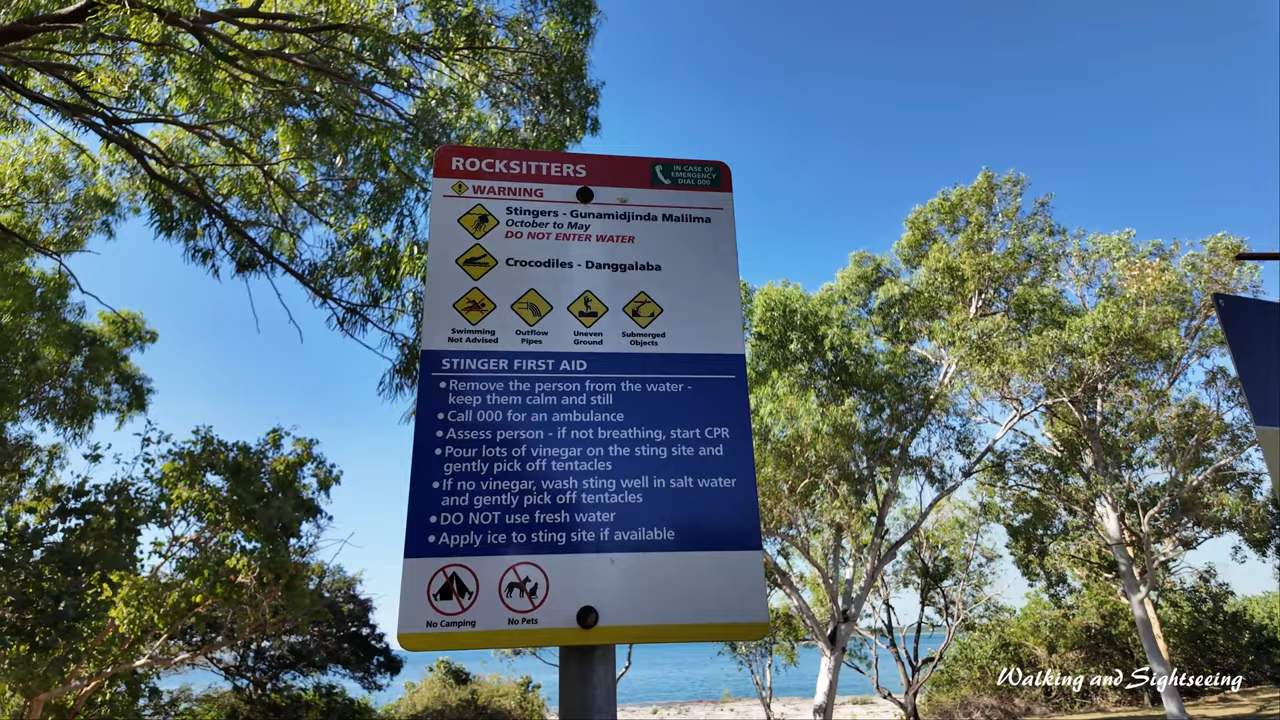 ROCKSITTERS
IN CASE OF
EMERGENCY
DIAL 000
WARNING
Stingers - Gunamidjinda Malilma
October to May
DO NOT ENTER WATER
Crocodiles - Danggalaba
Swimming
Not Advised
Outflow
Pipes
Uneven
Ground
Submerged
Objects
STINGER FIRST AID
• Remove the person from the water -
keep them calm and still
• Call 000 for an ambulance
• Assess person - if not breathing, start CPR
• Pour lots of vinegar on the sting site and
gently pick off tentacles
• If no vinegar, wash sting well in salt water
and gently pick off tentacles
• DO NOT use fresh water
• Apply ice to sting site if available
No Camping
No Pets
Walking and Sightseeing